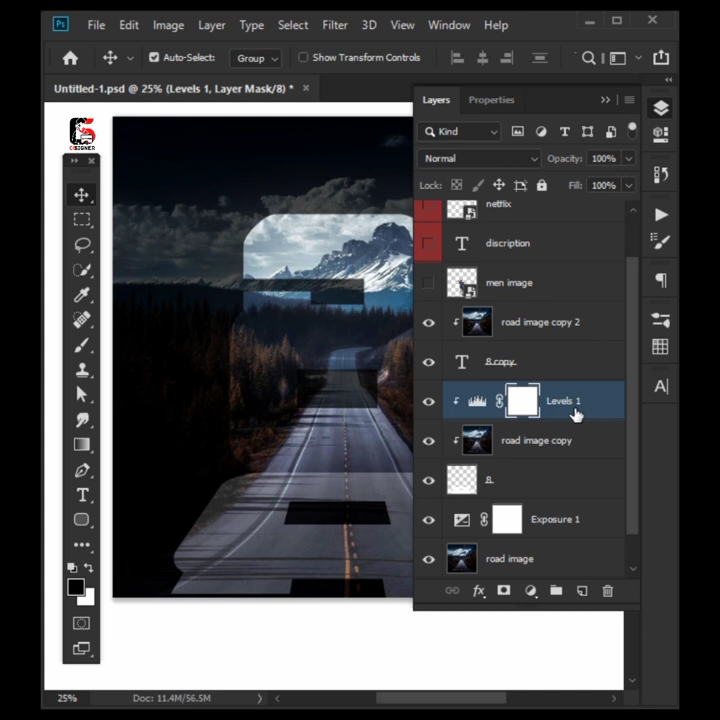 Ps File Edit Image Layer Type Select Filter 3D View Window Help
Auto-Select: Group Show Transform Controls
Untitled-1.psd @ 25% (Levels 1, Layer Mask/8) * ×
Layers Properties
Kind
Normal Opacity: 100%
Lock: Fill: 100%
netflix
discription
men image
road image copy 2
8 copy
Levels 1
road image copy
8
Exposure 1
road image
fx
25% Doc: 11.4M/56.5M